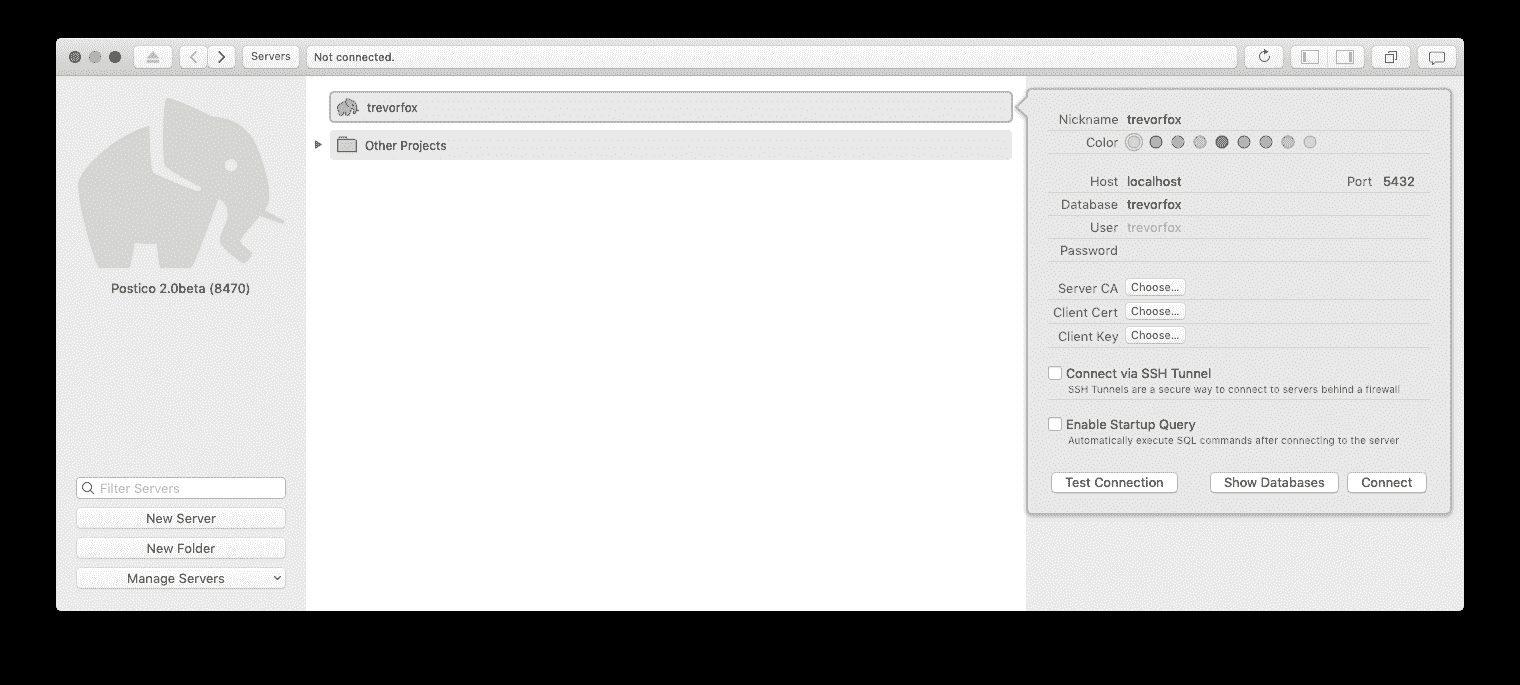 Servers
Not connected.
Postico 2.0beta (8470)
Filter Servers
New Server
New Folder
Manage Servers
trevorfox
Other Projects
Nickname trevorfox
Color
Host localhost Port 5432
Database trevorfox
User trevorfox
Password
Server CA Choose...
Client Cert Choose...
Client Key Choose...
Connect via SSH Tunnel
SSH Tunnels are a secure way to connect to servers behind a firewall
Enable Startup Query
Automatically execute SQL commands after connecting to the server
Test Connection Show Databases Connect